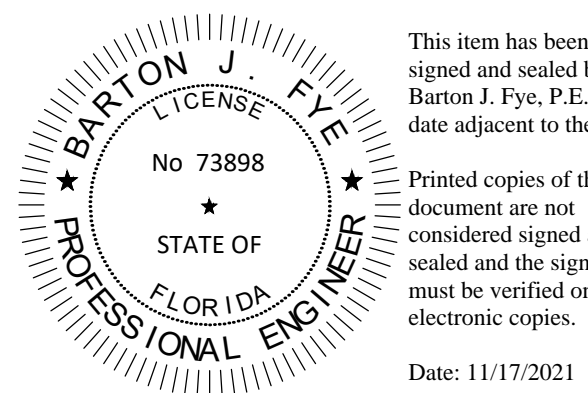 BARTON J. FYE
LICENSE
No 73898
STATE OF
FLORIDA
PROFESSIONAL ENGINEER
This item has been
signed and sealed
Barton J. Fye, P.E.
date adjacent to the
Printed copies of
document are not
considered signed
sealed and the
must be verified
electronic copies.
Date: 11/17/2021